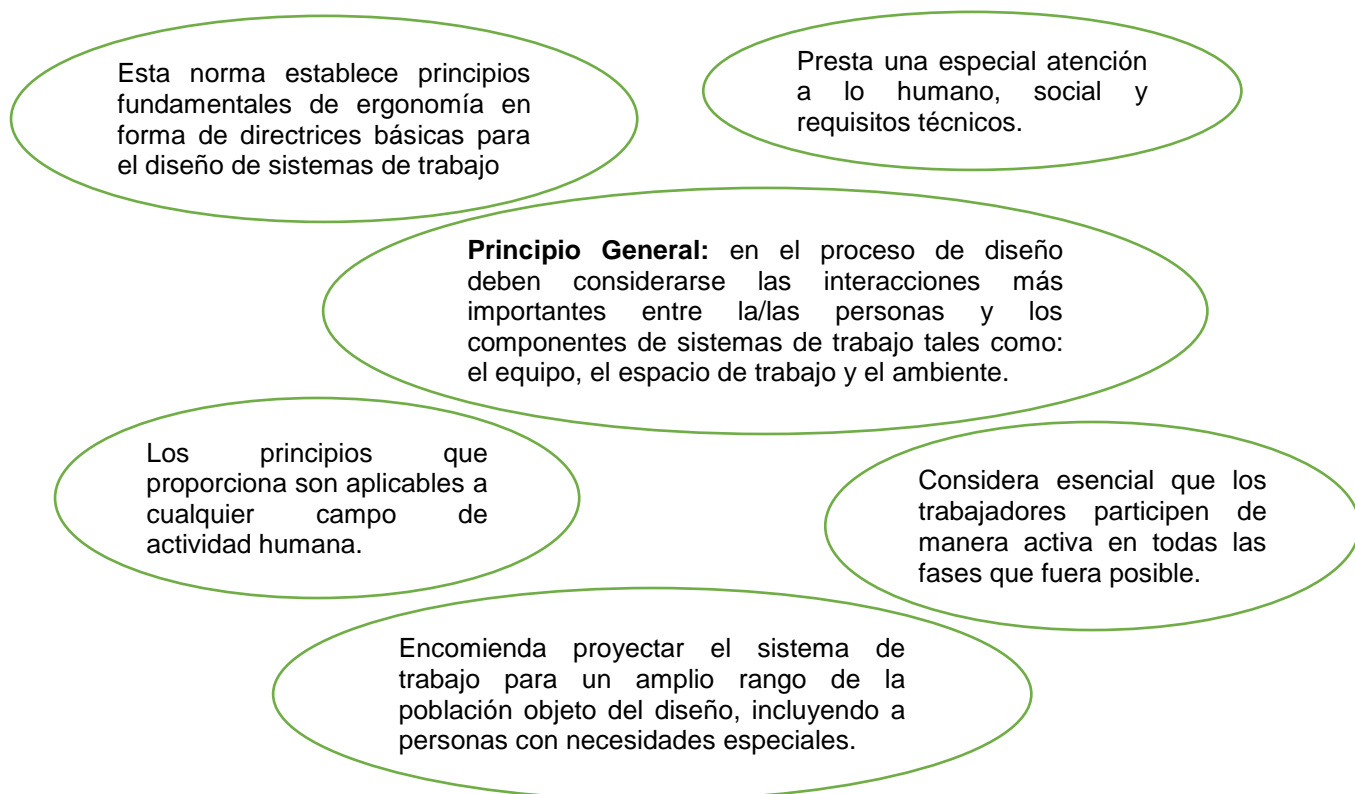 Esta norma establece principios
fundamentales de ergonomía en
forma de directrices básicas para
el diseño de sistemas de trabajo
Presta una especial atención
a lo humano, social y
requisitos técnicos.
Principio General: en el proceso de diseño
deben considerarse las interacciones más
importantes entre la/las personas y los
componentes de sistemas de trabajo tales como:
el equipo, el espacio de trabajo y el ambiente.
Los principios que
proporciona son aplicables a
cualquier campo de
actividad humana.
Considera esencial que los
trabajadores participen de
manera activa en todas las
fases que fuera posible.
Encomienda proyectar el sistema de
trabajo para un amplio rango de la
población objeto del diseño, incluyendo a
personas con necesidades especiales.